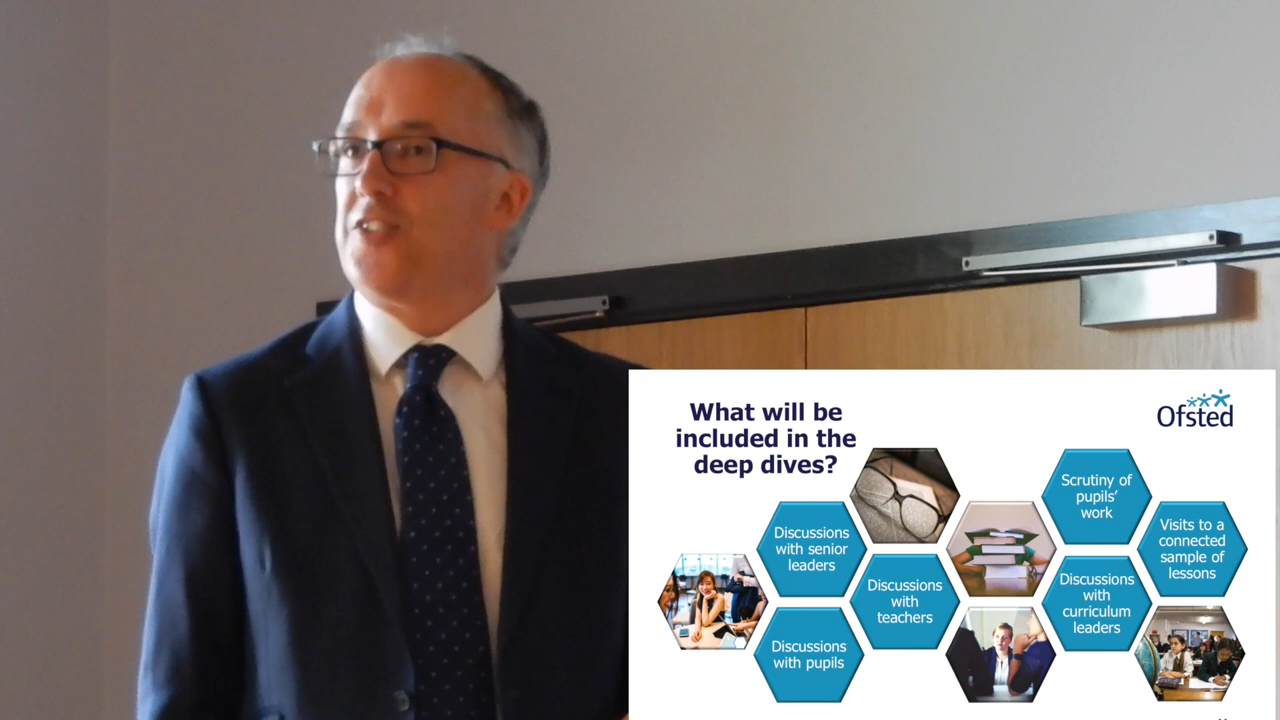 What will be
included in the
deep dives?
Ofsted
Scrutiny of
pupils’
work
Discussions
with senior
leaders
Visits to a
connected
sample of
lessons
Discussions
with
teachers
Discussions
with
curriculum
leaders
Discussions
with pupils